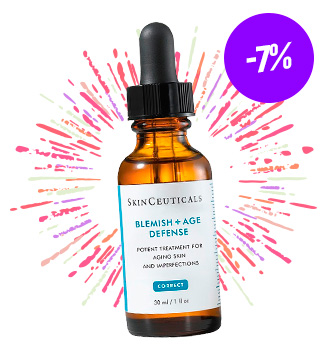 -7%
SKINCEUTICALS
BLEMISH + AGE
DEFENSE
POTENT TREATMENT FOR
AGING SKIN
AND IMPERFECTIONS
CORRECT
30 ml / 1 fl oz